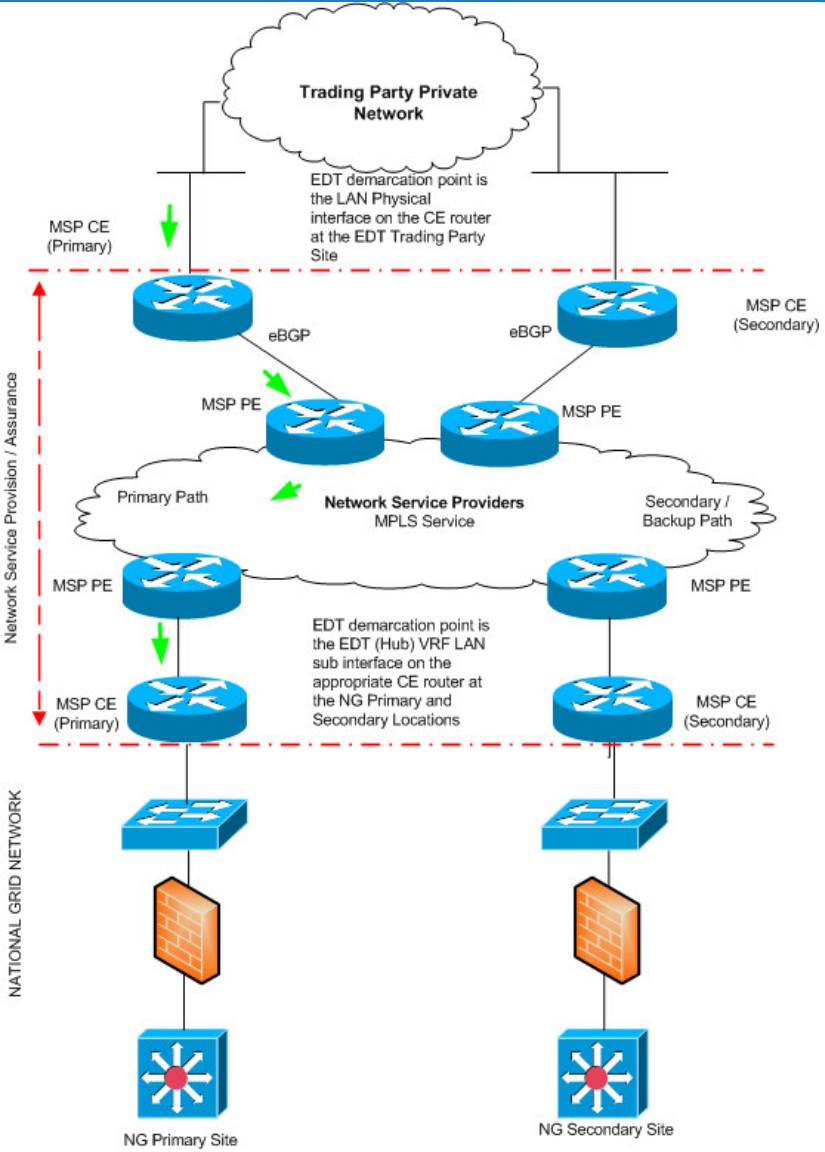 Trading Party Private
Network
EDT demarcation point is
the LAN Physical
interface on the CE router
at the EDT Trading Party
Site
MSP CE
(Primary)
MSP CE
(Secondary)
eBGP
eBGP
MSP PE
MSP PE
Network Service Provision / Assurance
Primary Path
Network Service Providers
MPLS Service
Secondary /
Backup Path
MSP PE
MSP PE
EDT demarcation point is
the EDT (Hub) VRF LAN
sub interface on the
appropriate CE router at
the NG Primary and
Secondary Locations
MSP CE
(Primary)
MSP CE
(Secondary)
NATIONAL GRID NETWORK
NG Primary Site
NG Secondary Site